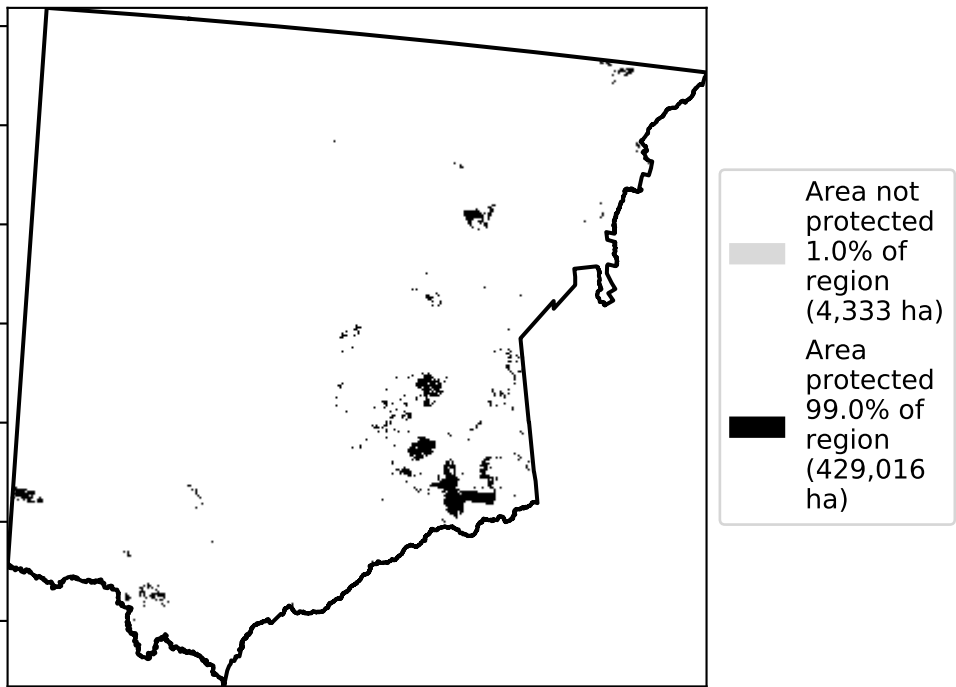 Area not
protected
1.0% of
region
(4,333 ha)
Area
protected
99.0% of
region
(429,016
ha)